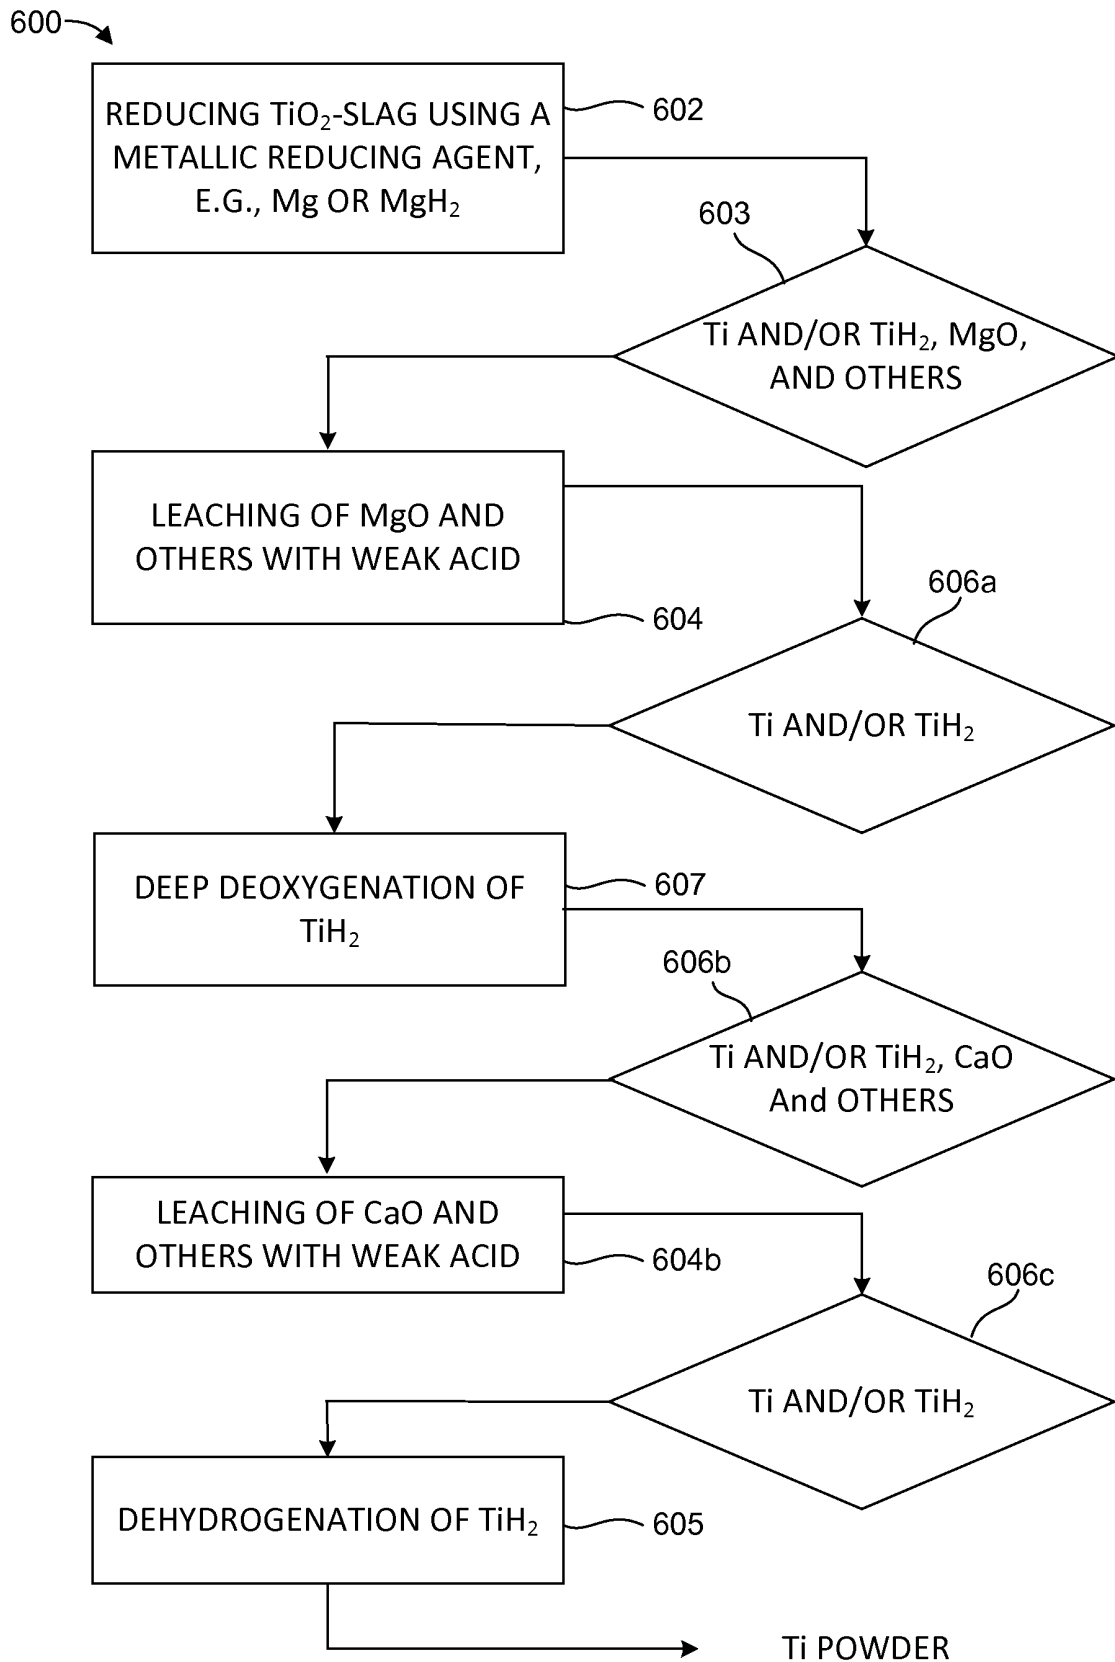 600
REDUCING TiO₂-SLAG USING A
METALLIC REDUCING AGENT,
E.G., Mg OR MgH₂
602
603
Ti AND/OR TiH₂, MgO,
AND OTHERS
LEACHING OF MgO AND
OTHERS WITH WEAK ACID
604
606a
Ti AND/OR TiH₂
DEEP DEOXYGENATION OF
TiH₂
607
606b
Ti AND/OR TiH₂, CaO
And OTHERS
LEACHING OF CaO AND
OTHERS WITH WEAK ACID
604b
606c
Ti AND/OR TiH₂
DEHYDROGENATION OF TiH₂
605
Ti POWDER